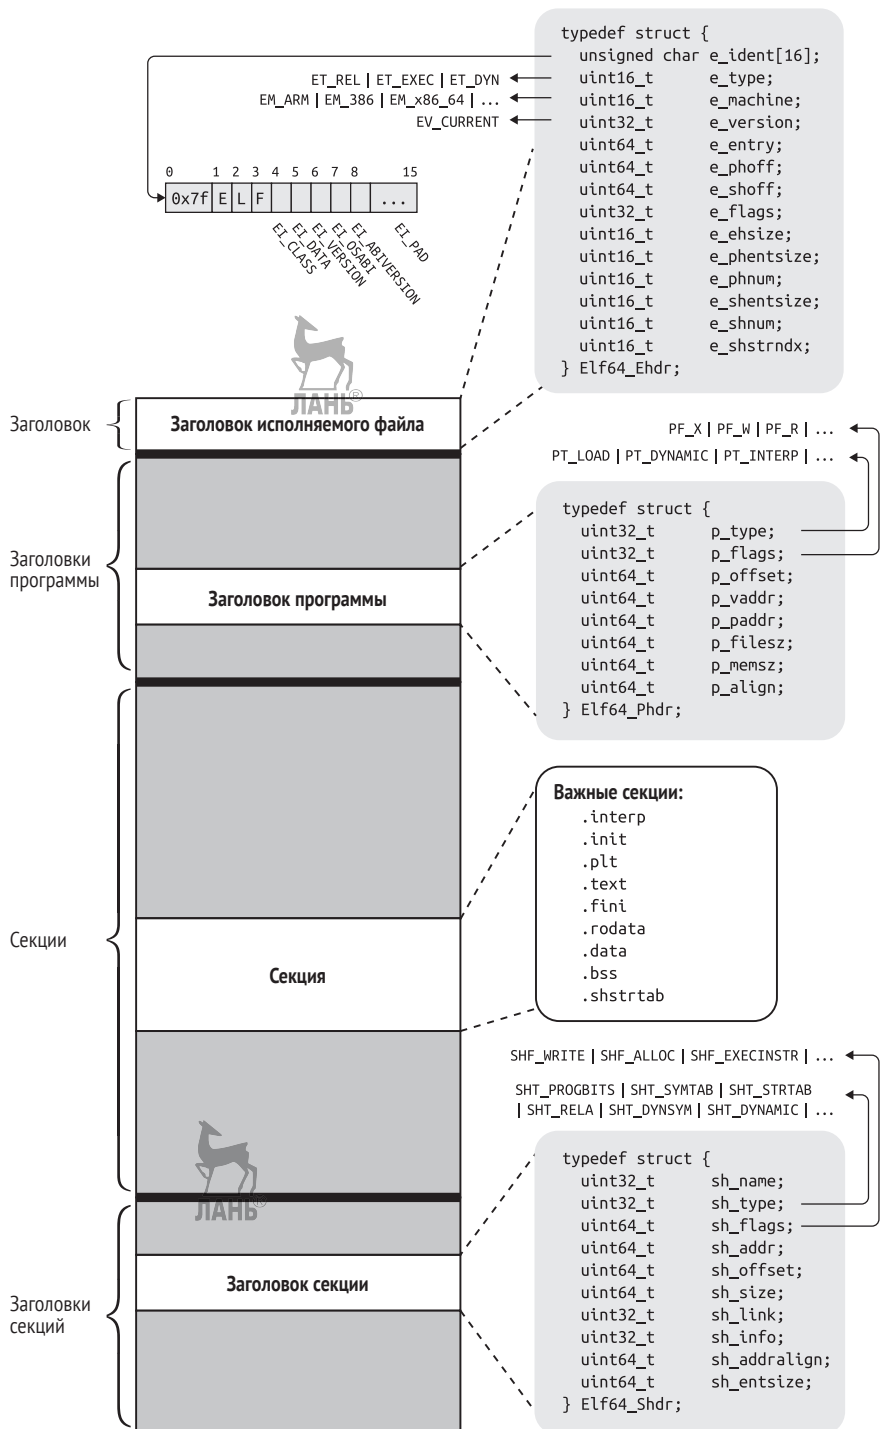 typedef struct {
unsigned char e_ident[16];
uint16_t e_type;
uint16_t e_machine;
uint32_t e_version;
uint64_t e_entry;
uint64_t e_phoff;
uint64_t e_shoff;
uint32_t e_flags;
uint16_t e_ehsize;
uint16_t e_phentsize;
uint16_t e_phnum;
uint16_t e_shentsize;
uint16_t e_shnum;
uint16_t e_shstrndx;
} Elf64_Ehdr;
ET_REL | ET_EXEC | ET_DYN
EM_ARM | EM_386 | EM_x86_64 | ...
EV_CURRENT
0 1 2 3 4 5 6 7 8 15
0x7f E L F ...
EI_CLASS
EI_DATA
EI_VERSION
EI_OSABI
EI_ABIVERSION
EI_PAD
ЛАНЬ®
Заголовок
Заголовок исполняемого файла
PF_X | PF_W | PF_R | ...
PT_LOAD | PT_DYNAMIC | PT_INTERP | ...
typedef struct {
uint32_t p_type;
uint32_t p_flags;
uint64_t p_offset;
uint64_t p_vaddr;
uint64_t p_paddr;
uint64_t p_filesz;
uint64_t p_memsz;
uint64_t p_align;
} Elf64_Phdr;
Заголовки
программы
Заголовок программы
Важные секции:
.interp
.init
.plt
.text
.fini
.rodata
.data
.bss
.shstrtab
Секции
Секция
SHF_WRITE | SHF_ALLOC | SHF_EXECINSTR | ...
SHT_PROGBITS | SHT_SYMTAB | SHT_STRTAB
| SHT_RELA | SHT_DYNSYM | SHT_DYNAMIC | ...
typedef struct {
uint32_t sh_name;
uint32_t sh_type;
uint64_t sh_flags;
uint64_t sh_addr;
uint64_t sh_offset;
uint64_t sh_size;
uint32_t sh_link;
uint32_t sh_info;
uint64_t sh_addralign;
uint64_t sh_entsize;
} Elf64_Shdr;
ЛАНЬ®
Заголовки
секций
Заголовок секции